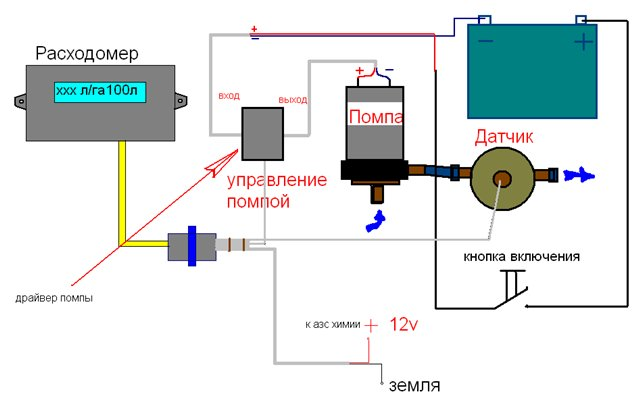 Расходомер
xxx л/га100л
+
−
вход
выход
+ −
Помпа
− +
Датчик
управление
помпой
кнопка включения
драйвер помпы
к азс химии + 12v
земля